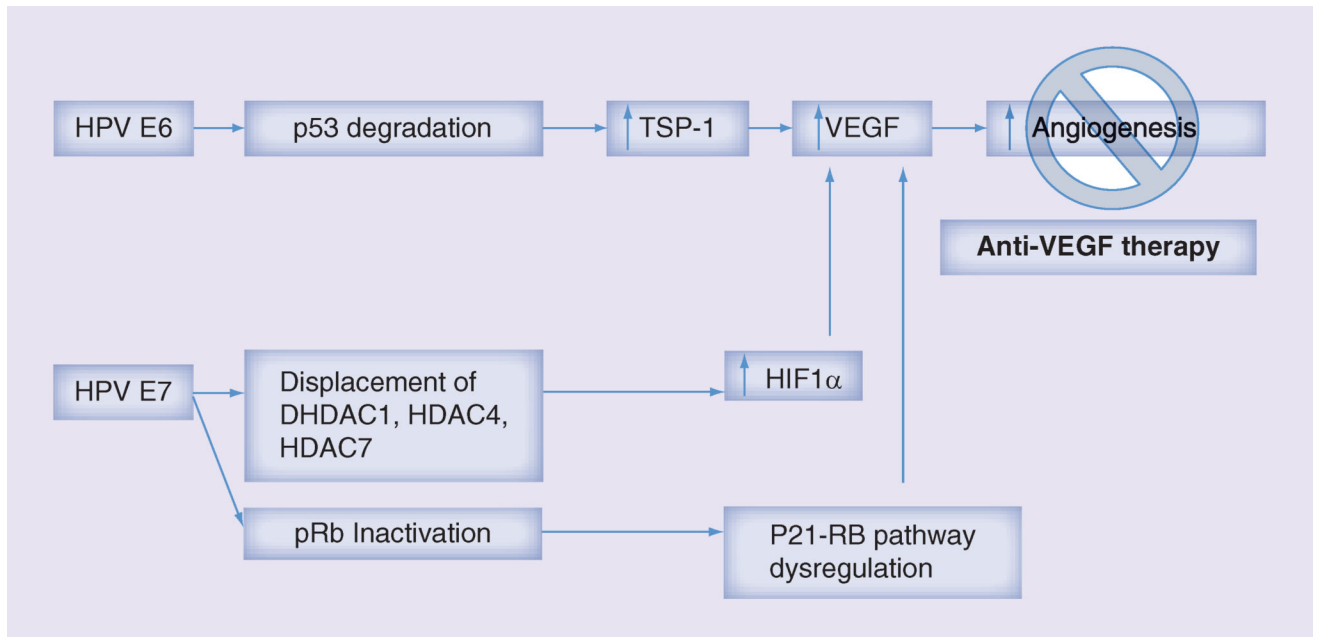 HPV E6
p53 degradation
TSP-1
VEGF
Angiogenesis
Anti-VEGF therapy
HPV E7
Displacement of
DHDAC1, HDAC4,
HDAC7
HIF1α
pRb Inactivation
P21-RB pathway
dysregulation